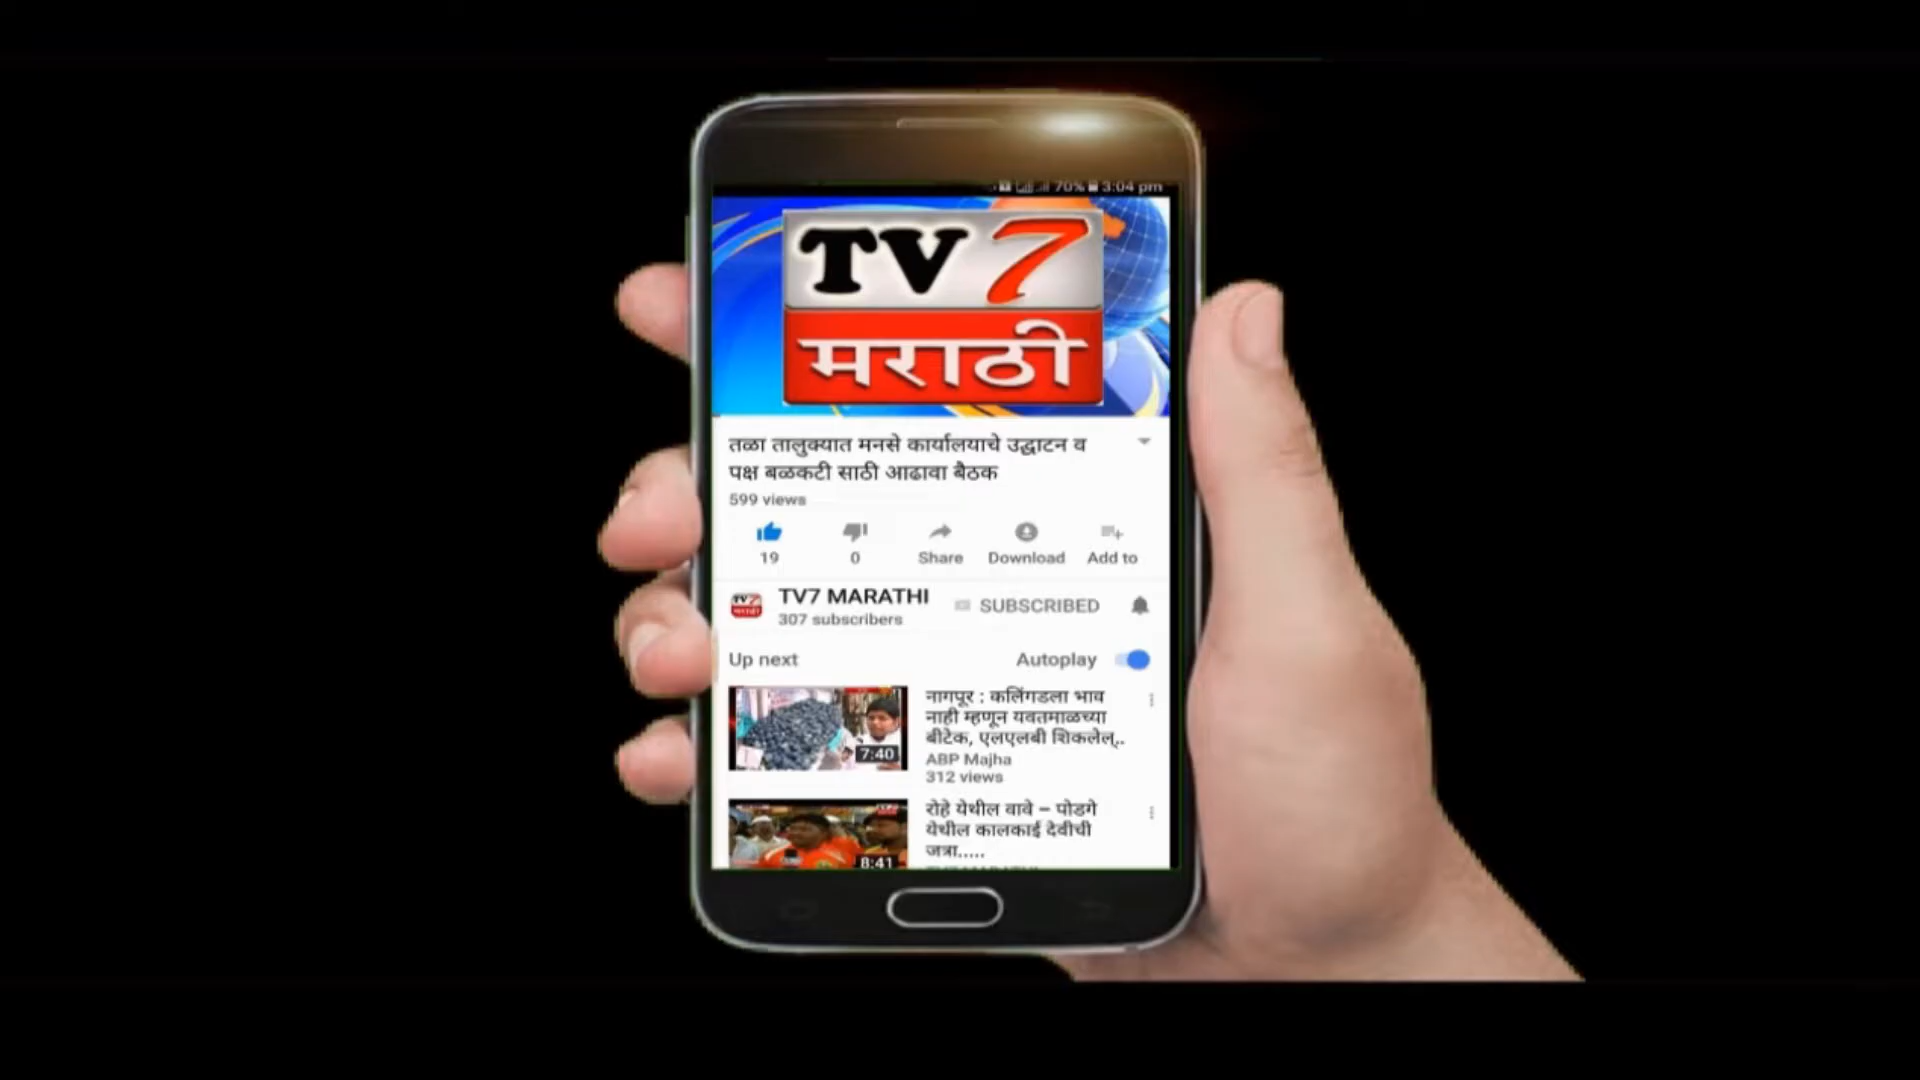 70% 3:04 pm
TV 7
मराठी
तळा तालुक्यात मनसे कार्यालयाचे उद्घाटन व
पक्ष बळकटी साठी आढावा बैठक
599 views
19
0
Share
Download
Add to
TV7
मराठी
TV7 MARATHI
307 subscribers
SUBSCRIBED
Up next
Autoplay
7:40
नागपूर : कलिंगडला भाव
नाही म्हणून यवतमाळच्या
बीटेक, एलएलबी शिकलेल्..
ABP Majha
312 views
8:41
रोहे येथील वावे – पोडगे
येथील कालकाई देवीची
जत्रा.....